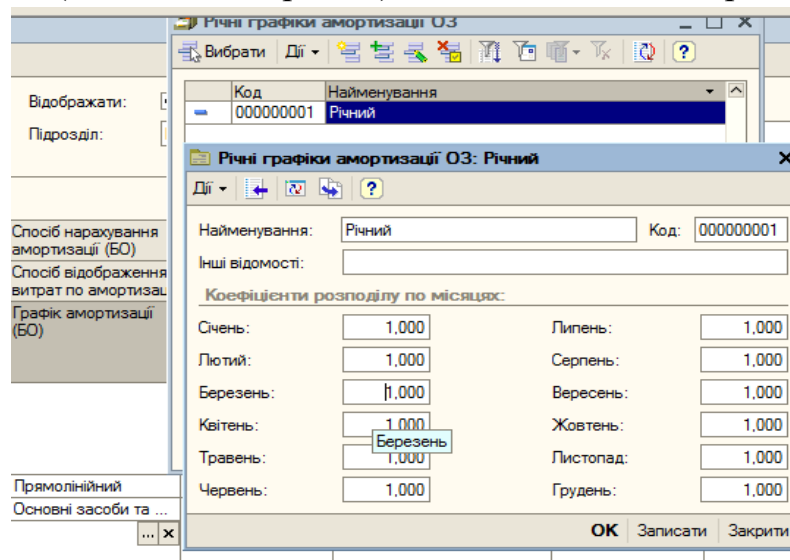 Річні графіки амортизації ОЗ
Вибрати Дії
Код Найменування
000000001 Річний
Відображати:
Підрозділ:
Річні графіки амортизації ОЗ: Річний
Дії
Найменування: Річний Код: 000000001
Інші відомості:
Коефіцієнти розподілу по місяцях:
Січень: 1,000 Липень: 1,000
Лютий: 1,000 Серпень: 1,000
Березень: 1,000 Вересень: 1,000
Квітень: 1,000 Жовтень: 1,000
Березень
Травень: 1,000 Листопад: 1,000
Червень: 1,000 Грудень: 1,000
OK Записати Закрити
Спосіб нарахування
амортизації (БО)
Спосіб відображення
витрат по амортизац
Графік амортизації
(БО)
Прямолінійний
Основні засоби та ...
... x